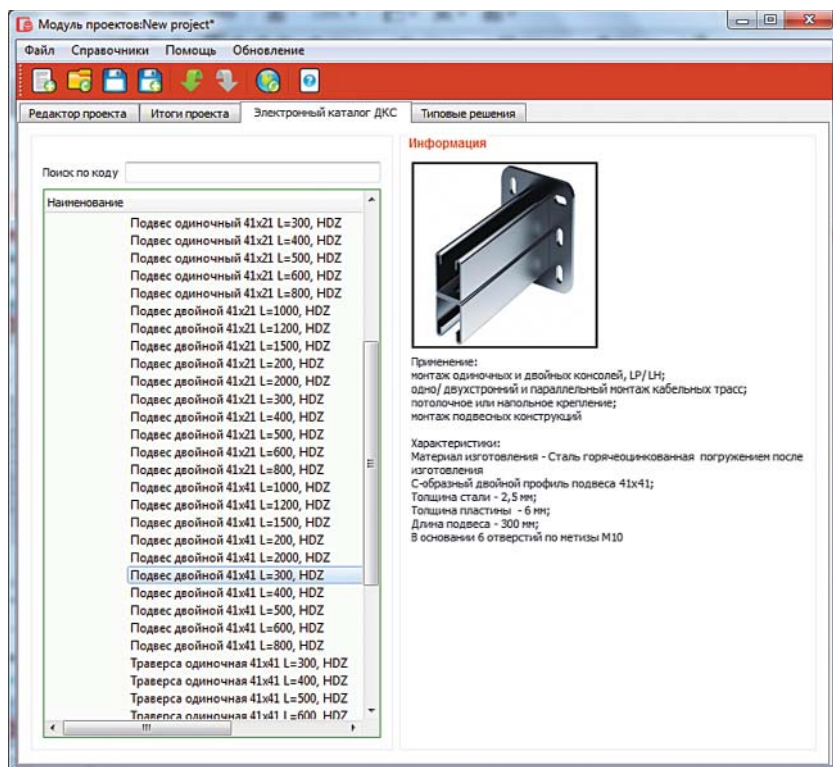 Модуль проектов:New project*
Файл Справочники Помощь Обновление
Редактор проекта Итоги проекта Электронный каталог ДКС Типовые решения
Поиск по коду
Наименование
Подвес одиночный 41x21 L=300, HDZ
Подвес одиночный 41x21 L=400, HDZ
Подвес одиночный 41x21 L=500, HDZ
Подвес одиночный 41x21 L=600, HDZ
Подвес одиночный 41x21 L=800, HDZ
Подвес двойной 41x21 L=1000, HDZ
Подвес двойной 41x21 L=1200, HDZ
Подвес двойной 41x21 L=1500, HDZ
Подвес двойной 41x21 L=200, HDZ
Подвес двойной 41x21 L=2000, HDZ
Подвес двойной 41x21 L=300, HDZ
Подвес двойной 41x21 L=400, HDZ
Подвес двойной 41x21 L=500, HDZ
Подвес двойной 41x21 L=600, HDZ
Подвес двойной 41x21 L=800, HDZ
Подвес двойной 41x41 L=1000, HDZ
Подвес двойной 41x41 L=1200, HDZ
Подвес двойной 41x41 L=1500, HDZ
Подвес двойной 41x41 L=200, HDZ
Подвес двойной 41x41 L=2000, HDZ
Подвес двойной 41x41 L=300, HDZ
Подвес двойной 41x41 L=400, HDZ
Подвес двойной 41x41 L=500, HDZ
Подвес двойной 41x41 L=600, HDZ
Подвес двойной 41x41 L=800, HDZ
Траверса одиночная 41x41 L=300, HDZ
Траверса одиночная 41x41 L=400, HDZ
Траверса одиночная 41x41 L=500, HDZ
Траверса одиночная 41x41 L=600, HDZ
Информация
Применение:
монтаж одиночных и двойных консолей, LP/LH;
одно/ двухстронний и параллельный монтаж кабельных трасс;
потолочное или напольное крепление;
монтаж подвесных конструкций
Характеристики:
Материал изготовления - Сталь горячеоцинкованная погружением после
изготовления
С-образный двойной профиль подвеса 41x41;
Толщина стали - 2,5 мм;
Толщина пластины - 6 мм;
Длина подвеса - 300 мм;
В основании 6 отверстий по метизы М10